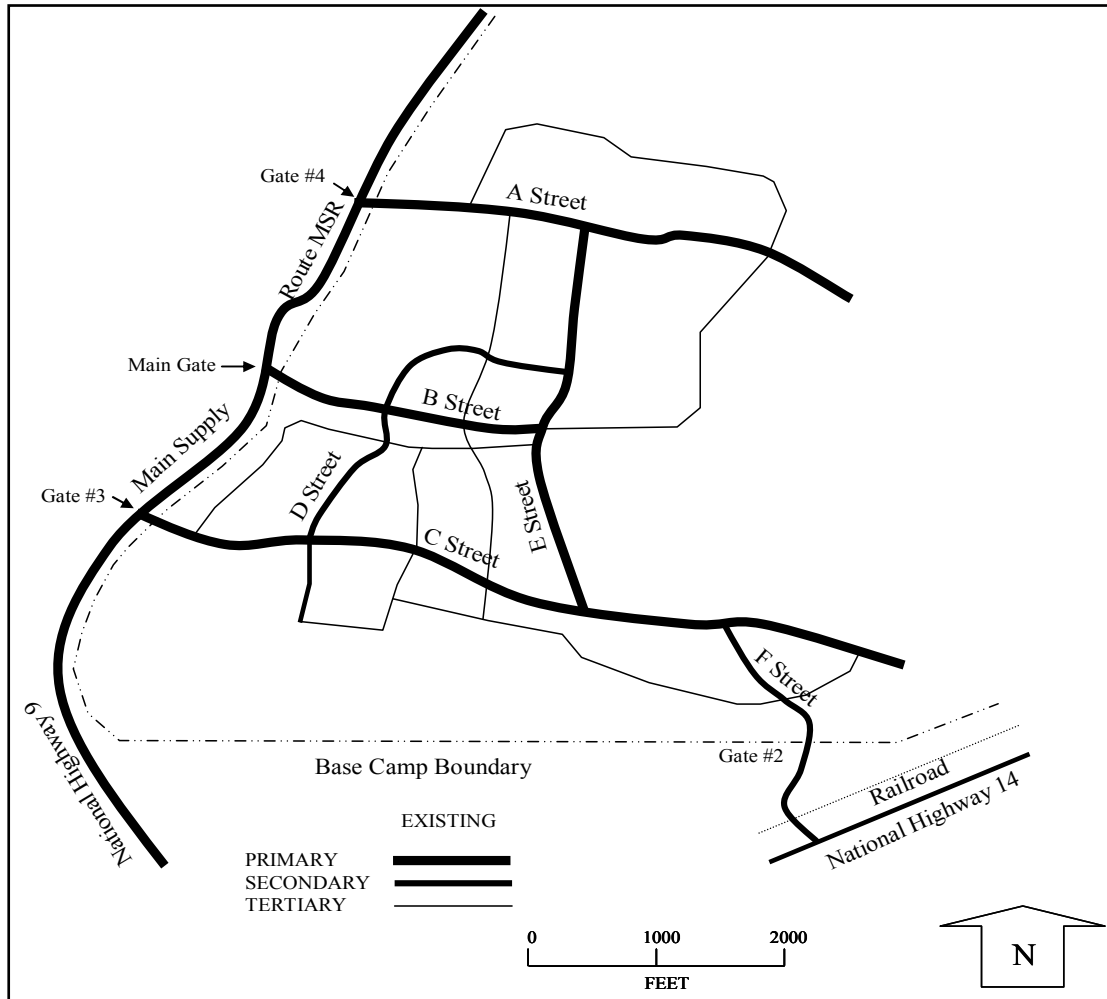 Gate #4
A Street
Route MSR
Main Gate
B Street
Main Supply
Gate #3
D Street
E Street
C Street
F Street
Gate #2
National Highway 9
Base Camp Boundary
Railroad
National Highway 14
EXISTING
PRIMARY
SECONDARY
TERTIARY
0 1000 2000
FEET
N